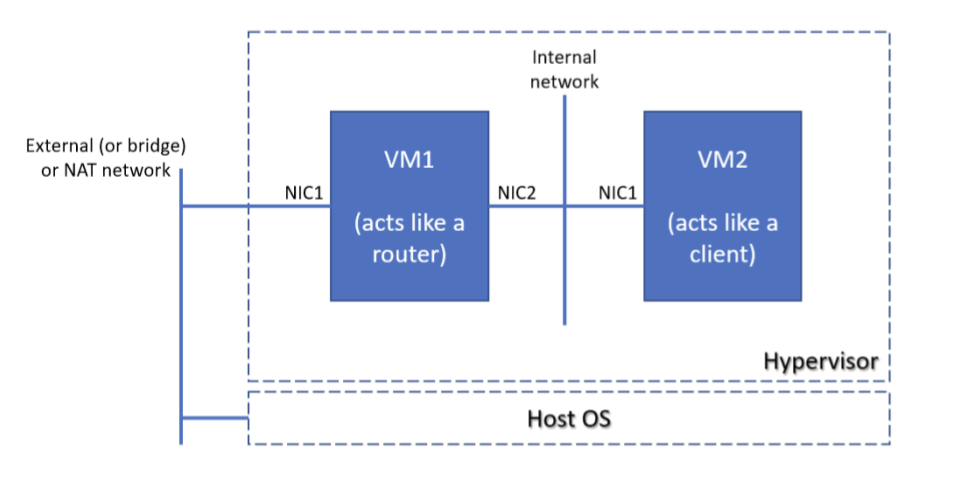 Internal
network
External (or bridge)
or NAT network
NIC1
VM1
(acts like a
router)
NIC2
NIC1
VM2
(acts like a
client)
Hypervisor
Host OS